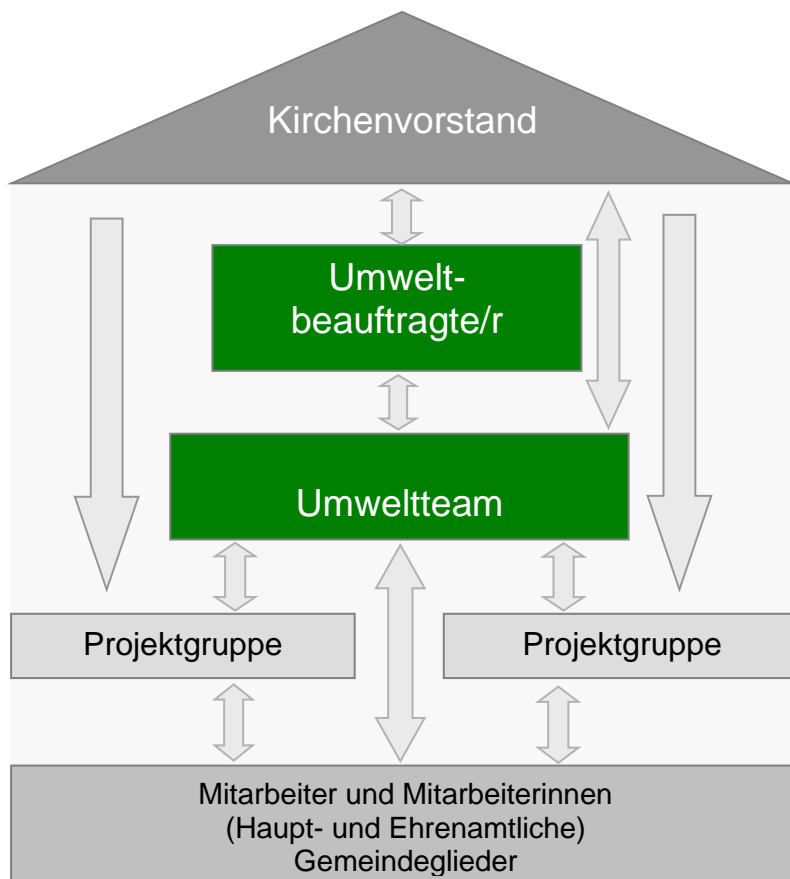 Kirchenvorstand
Umwelt-
beauftragte/r
Umweltteam
Projektgruppe
Projektgruppe
Mitarbeiter und Mitarbeiterinnen
(Haupt- und Ehrenamtliche)
Gemeindeglieder